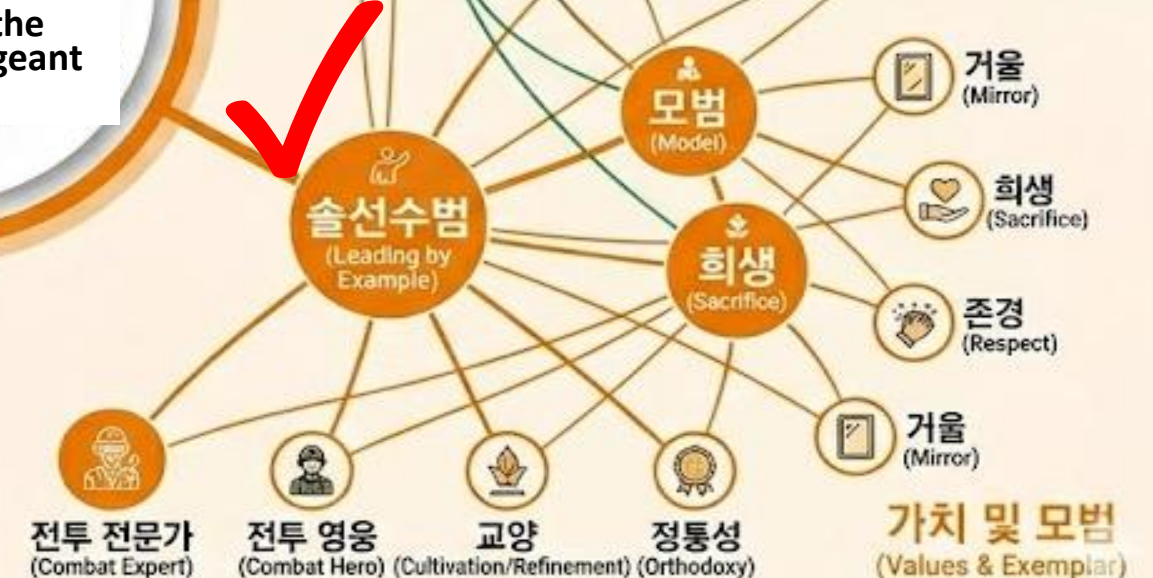 the
geant
모범
(Model)
거울
(Mirror)
희생
(Sacrifice)
솔선수범
(Leading by
Example)
희생
(Sacrifice)
존경
(Respect)
거울
(Mirror)
전투 전문가
(Combat Expert)
전투 영웅
(Combat Hero)
교양
(Cultivation/Refinement)
정통성
(Orthodoxy)
가치 및 모범
(Values & Exemplar)